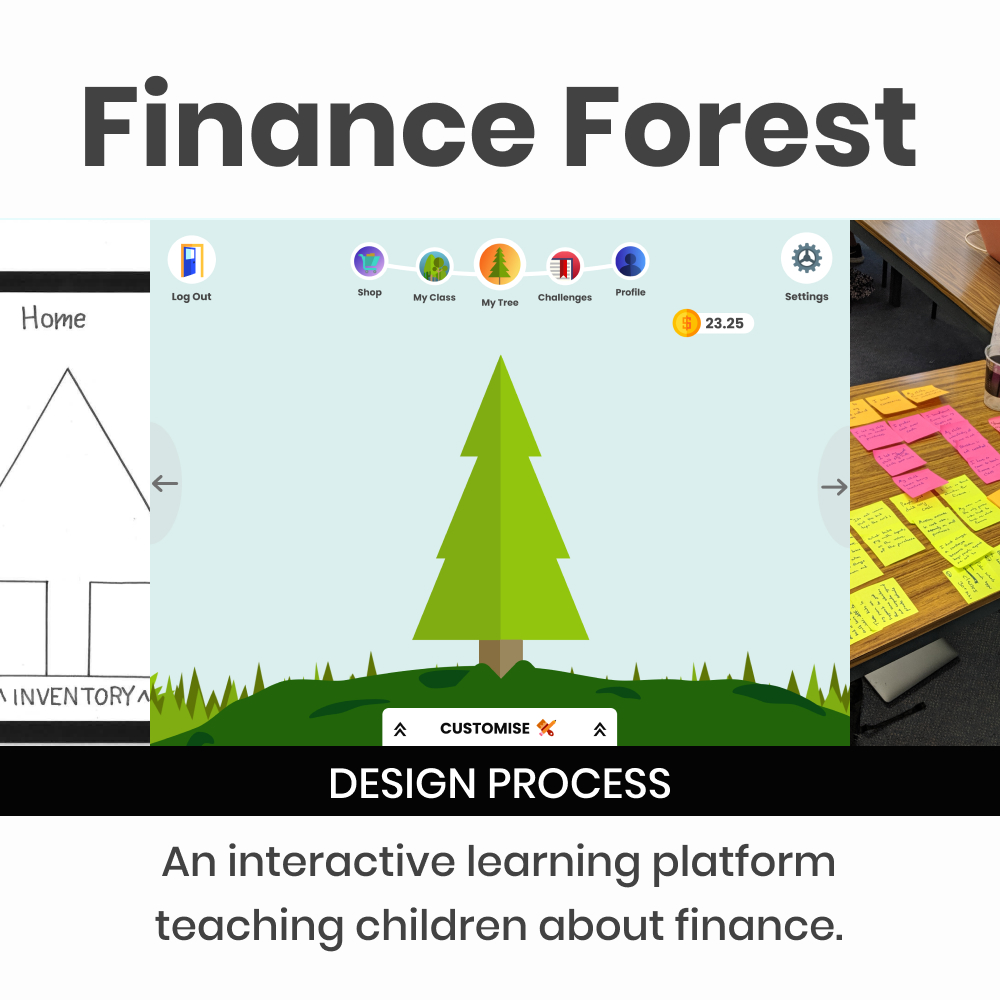 Finance Forest
Home
^ INVENTORY ^
Log Out
Shop
My Class
My Tree
Challenges
Profile
Settings
23.25
CUSTOMISE
DESIGN PROCESS
An interactive learning platform
teaching children about finance.